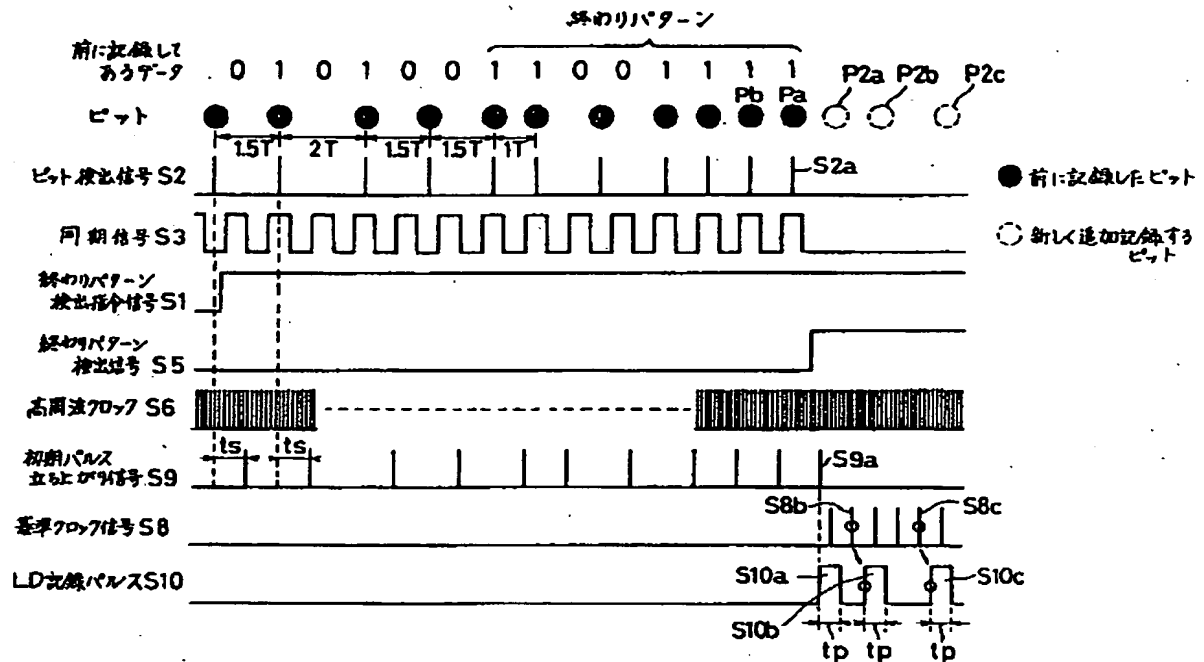 終わりパターン
前に記録して
あるデータ
0 1 0 1 0 0 1 1 0 0 1 1 1 1
P2a P2b P2c
Pb Pa
ピット
1.5T 2T 1.5T 1.5T 1T
ピット検出信号 S2
S2a
前に記録したピット
同期信号 S3
新しく追加記録する
ピット
終わりパターン
検出指令信号 S1
終わりパターン
検出信号 S5
高周波クロック S6
ts ts
初期パルス
立ち上がり信号 S9
S9a
S8b S8c
基準クロック信号 S8
LD記録パルス S10
S10a S10c
S10b
tp tp tp